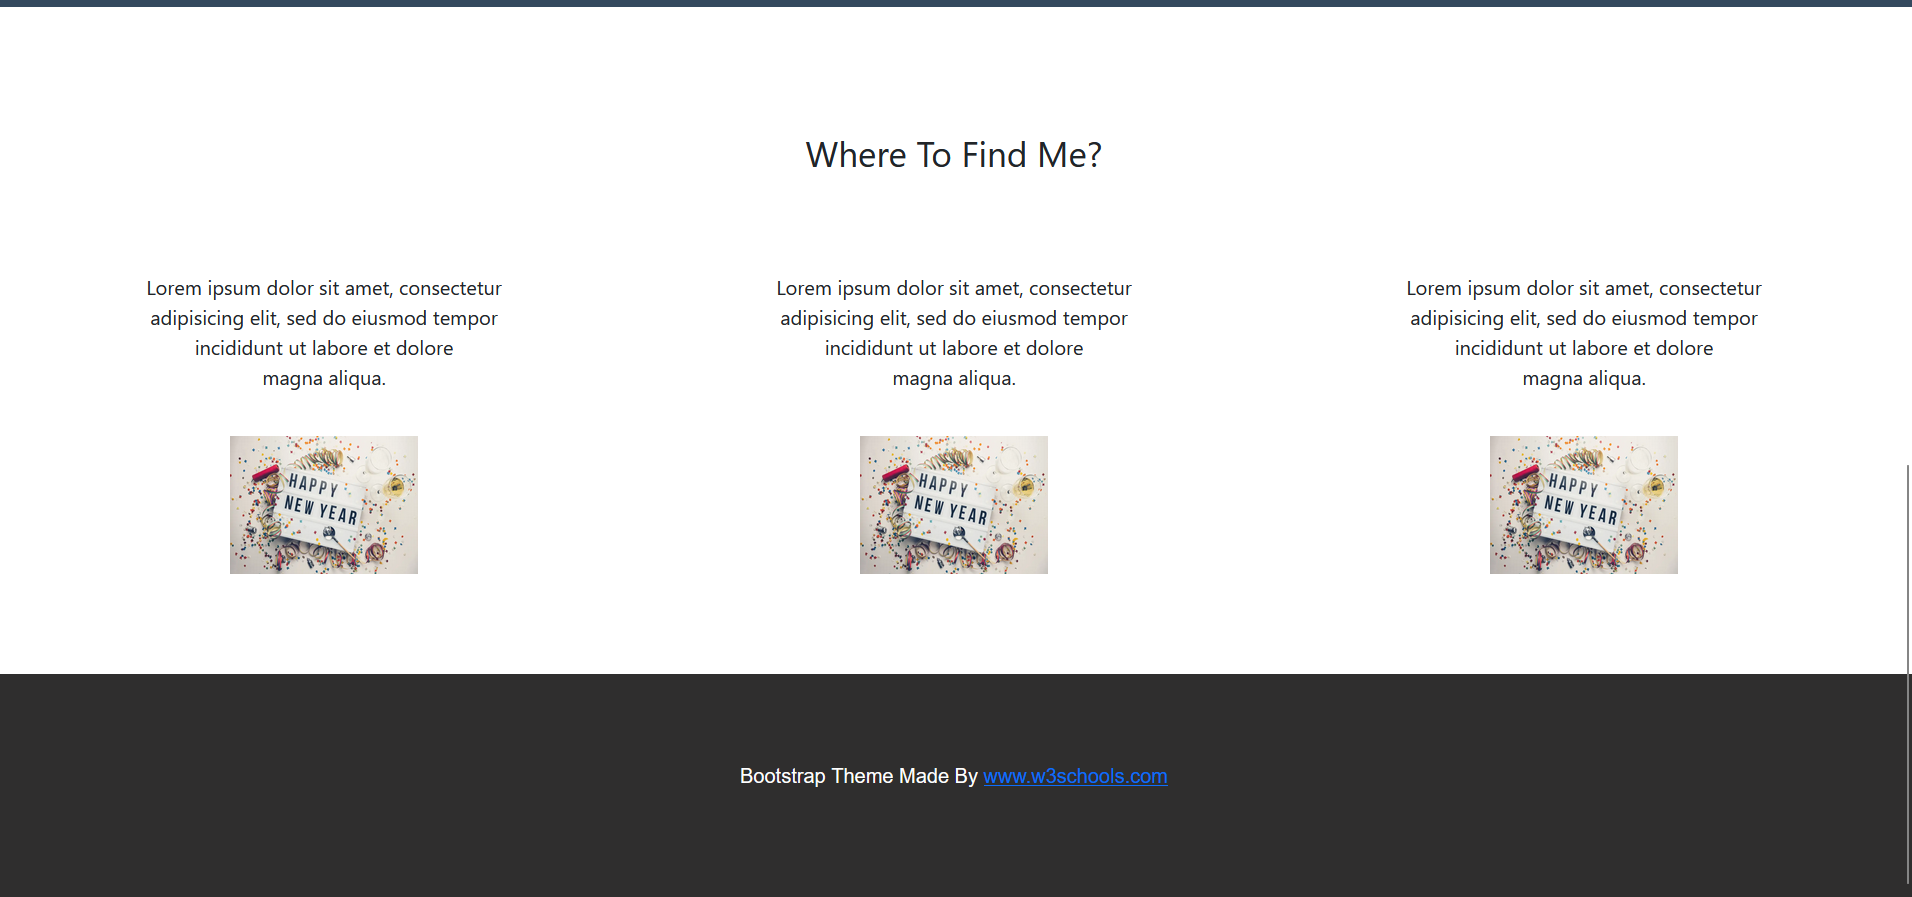 Where To Find Me?
Lorem ipsum dolor sit amet, consectetur
adipisicing elit, sed do eiusmod tempor
incididunt ut labore et dolore
magna aliqua.
HAPPY
NEW YEAR
Lorem ipsum dolor sit amet, consectetur
adipisicing elit, sed do eiusmod tempor
incididunt ut labore et dolore
magna aliqua.
HAPPY
NEW YEAR
Lorem ipsum dolor sit amet, consectetur
adipisicing elit, sed do eiusmod tempor
incididunt ut labore et dolore
magna aliqua.
HAPPY
NEW YEAR
Bootstrap Theme Made By www.w3schools.com